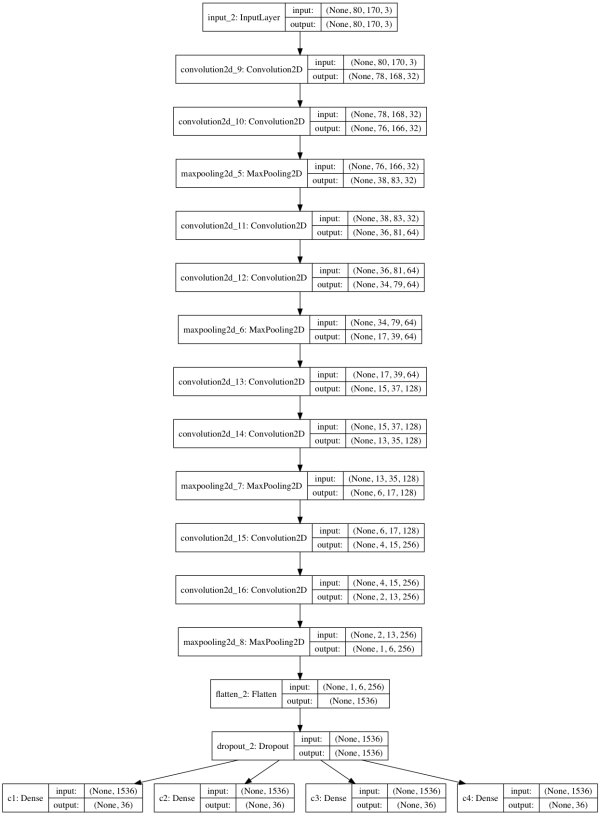 input_2: InputLayer
input: (None, 80, 170, 3)
output: (None, 80, 170, 3)
convolution2d_9: Convolution2D
input: (None, 80, 170, 3)
output: (None, 78, 168, 32)
convolution2d_10: Convolution2D
input: (None, 78, 168, 32)
output: (None, 76, 166, 32)
maxpooling2d_5: MaxPooling2D
input: (None, 76, 166, 32)
output: (None, 38, 83, 32)
convolution2d_11: Convolution2D
input: (None, 38, 83, 32)
output: (None, 36, 81, 64)
convolution2d_12: Convolution2D
input: (None, 36, 81, 64)
output: (None, 34, 79, 64)
maxpooling2d_6: MaxPooling2D
input: (None, 34, 79, 64)
output: (None, 17, 39, 64)
convolution2d_13: Convolution2D
input: (None, 17, 39, 64)
output: (None, 15, 37, 128)
convolution2d_14: Convolution2D
input: (None, 15, 37, 128)
output: (None, 13, 35, 128)
maxpooling2d_7: MaxPooling2D
input: (None, 13, 35, 128)
output: (None, 6, 17, 128)
convolution2d_15: Convolution2D
input: (None, 6, 17, 128)
output: (None, 4, 15, 256)
convolution2d_16: Convolution2D
input: (None, 4, 15, 256)
output: (None, 2, 13, 256)
maxpooling2d_8: MaxPooling2D
input: (None, 2, 13, 256)
output: (None, 1, 6, 256)
flatten_2: Flatten
input: (None, 1, 6, 256)
output: (None, 1536)
dropout_2: Dropout
input: (None, 1536)
output: (None, 1536)
c1: Dense
input: (None, 1536)
output: (None, 36)
c2: Dense
input: (None, 1536)
output: (None, 36)
c3: Dense
input: (None, 1536)
output: (None, 36)
c4: Dense
input: (None, 1536)
output: (None, 36)